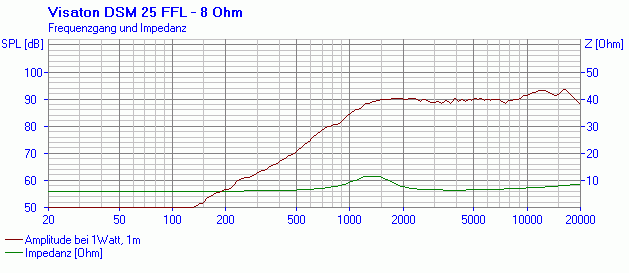 Visaton DSM 25 FFL - 8 Ohm
Frequenzgang und Impedanz
SPL [dB] Z [Ohm]
100 50
90 40
80 30
70 20
60 10
50
20 50 100 200 500 1000 2000 5000 10000 20000
Amplitude bei 1Watt, 1m
Impedanz [Ohm]